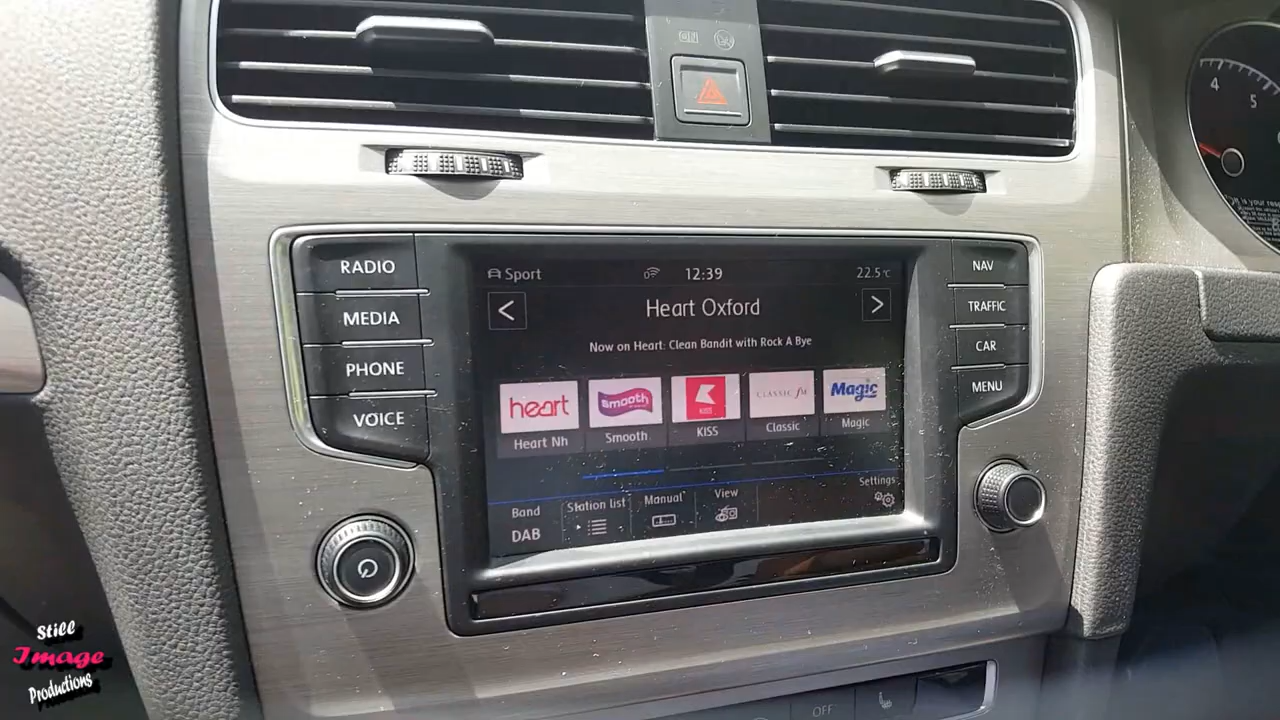 4
5
RADIO
MEDIA
PHONE
VOICE
Sport
12:39
22.5°C
<
Heart Oxford
>
Now on Heart: Clean Bandit with Rock A Bye
heart
smooth
KISS
CLASSIC fM
Magic
Heart Nh
Smooth
KISS
Classic
Magic
Band
DAB
Station list
Manual
View
Settings
NAV
TRAFFIC
CAR
MENU
OFF
Still
Image
Productions